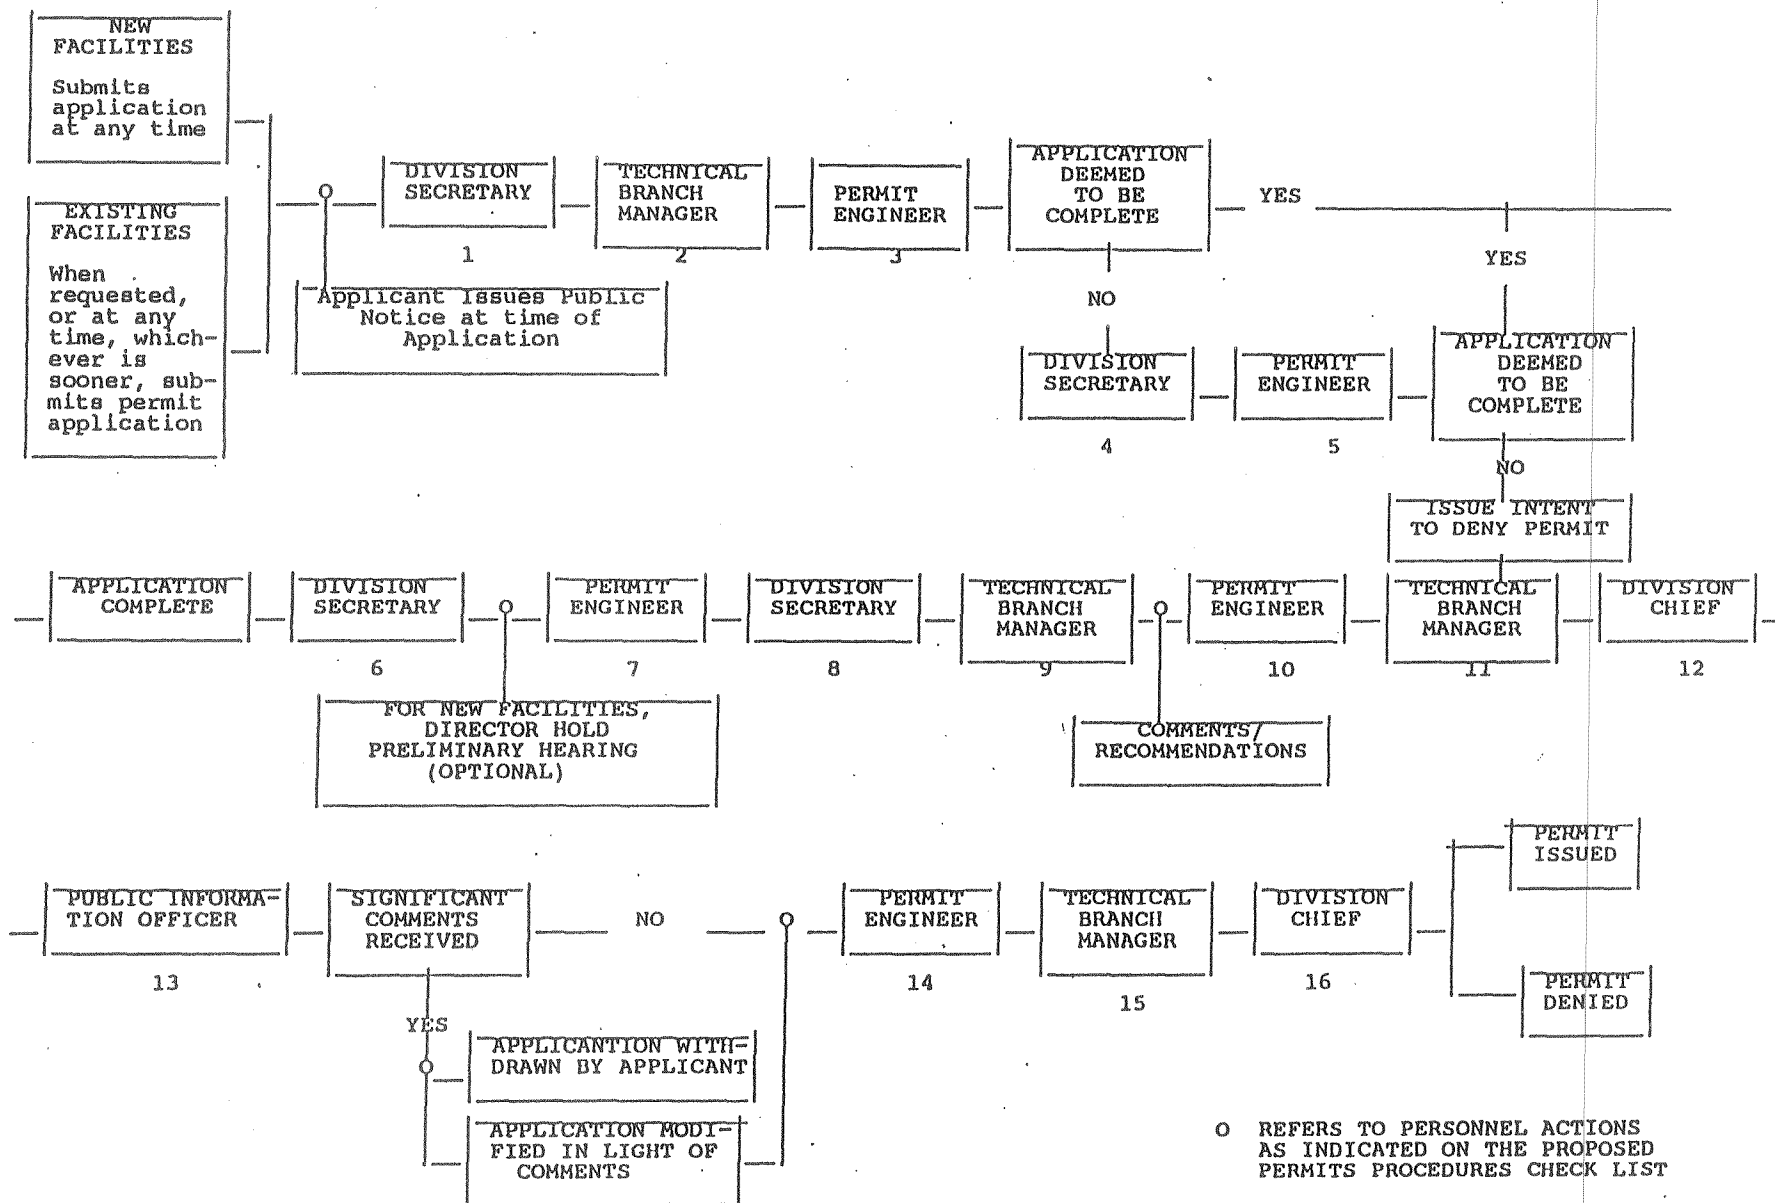 NEW
FACILITIES
Submits
application
at any time
EXISTING
FACILITIES
When
requested,
or at any
time, which-
ever is
sooner, sub-
mits permit
application
Applicant Issues Public
Notice at time of
Application
DIVISION
SECRETARY
1
TECHNICAL
BRANCH
MANAGER
2
PERMIT
ENGINEER
3
APPLICATION
DEEMED
TO BE
COMPLETE
YES
YES
NO
DIVISION
SECRETARY
4
PERMIT
ENGINEER
5
APPLICATION
DEEMED
TO BE
COMPLETE
NO
ISSUE INTENT
TO DENY PERMIT
APPLICATION
COMPLETE
DIVISION
SECRETARY
6
FOR NEW FACILITIES,
DIRECTOR HOLD
PRELIMINARY HEARING
(OPTIONAL)
PERMIT
ENGINEER
7
DIVISION
SECRETARY
8
TECHNICAL
BRANCH
MANAGER
9
COMMENTS/
RECOMMENDATIONS
PERMIT
ENGINEER
10
TECHNICAL
BRANCH
MANAGER
11
DIVISION
CHIEF
12
PUBLIC INFORMA-
TION OFFICER
13
SIGNIFICANT
COMMENTS
RECEIVED
NO
YES
APPLICANTION WITH-
DRAWN BY APPLICANT
APPLICATION MODI-
FIED IN LIGHT OF
COMMENTS
PERMIT
ENGINEER
14
TECHNICAL
BRANCH
MANAGER
15
DIVISION
CHIEF
16
PERMIT
ISSUED
PERMIT
DENIED
O REFERS TO PERSONNEL ACTIONS
AS INDICATED ON THE PROPOSED
PERMITS PROCEDURES CHECK LIST